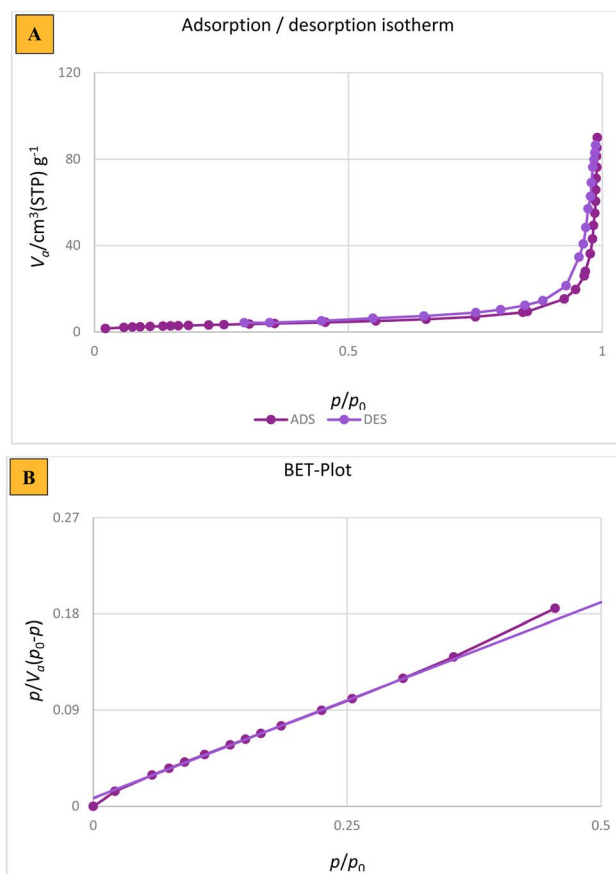 A
Adsorption / desorption isotherm
Vₐ/cm³(STP) g⁻¹
120
80
40
0
0
0.5
1
p/p₀
ADS
DES
B
BET-Plot
p/Vₐ(p₀-p)
0.27
0.18
0.09
0
0
0.25
0.5
p/p₀